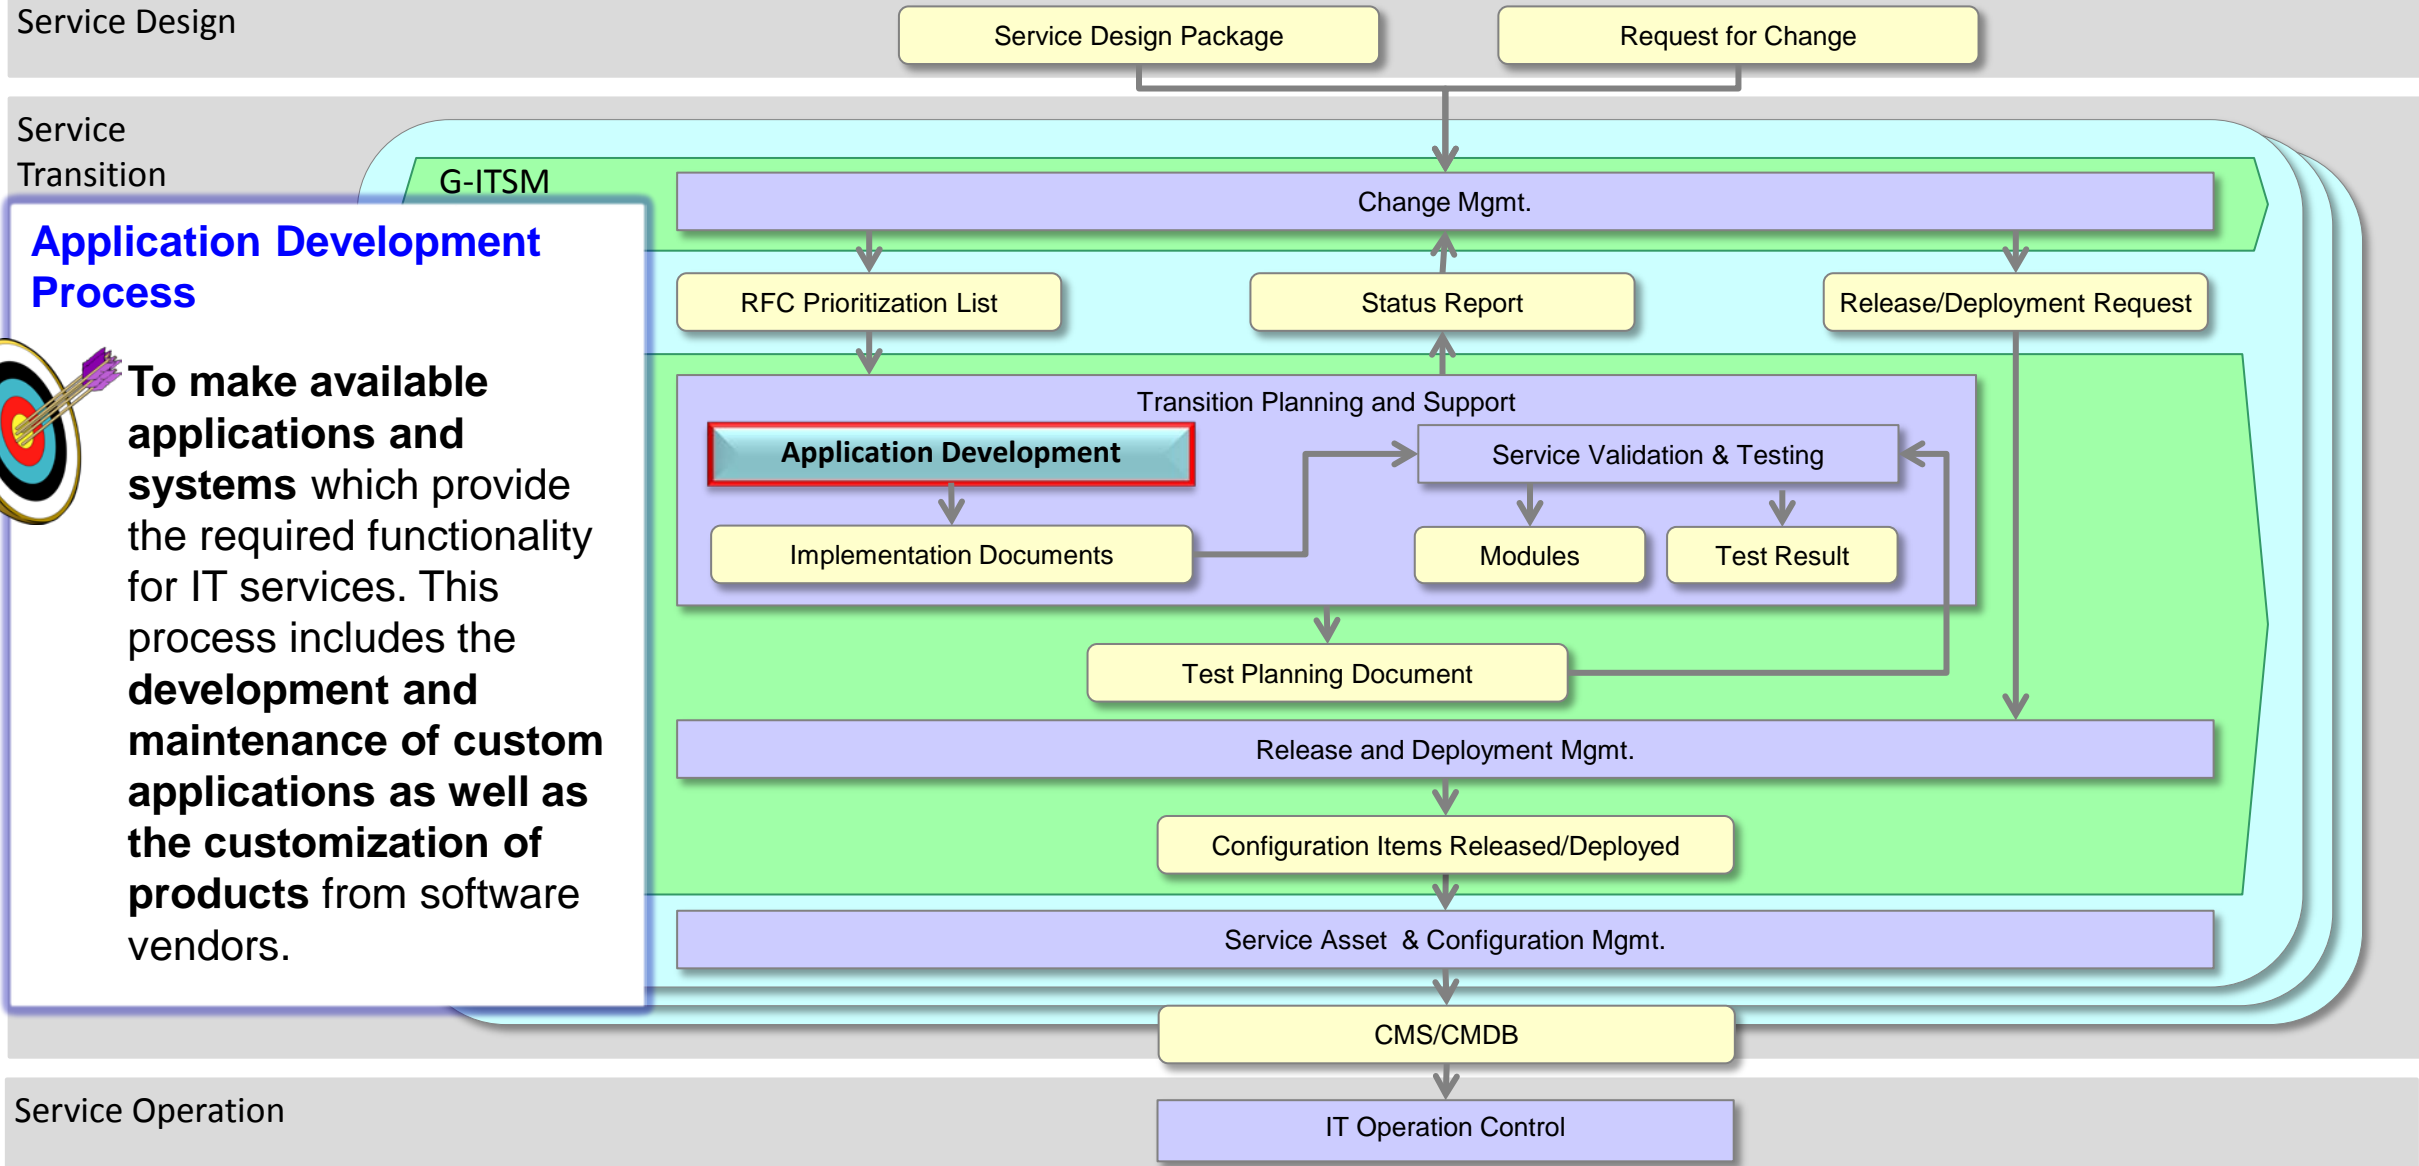 Service Design
Service Design Package
Request for Change
Service
Transition
G-ITSM
Change Mgmt.
Application Development
Process
To make available
applications and
systems which provide
the required functionality
for IT services. This
process includes the
development and
maintenance of custom
applications as well as
the customization of
products from software
vendors.
RFC Prioritization List
Status Report
Release/Deployment Request
Transition Planning and Support
Application Development
Service Validation & Testing
Implementation Documents
Modules
Test Result
Test Planning Document
Release and Deployment Mgmt.
Configuration Items Released/Deployed
Service Asset & Configuration Mgmt.
CMS/CMDB
Service Operation
IT Operation Control